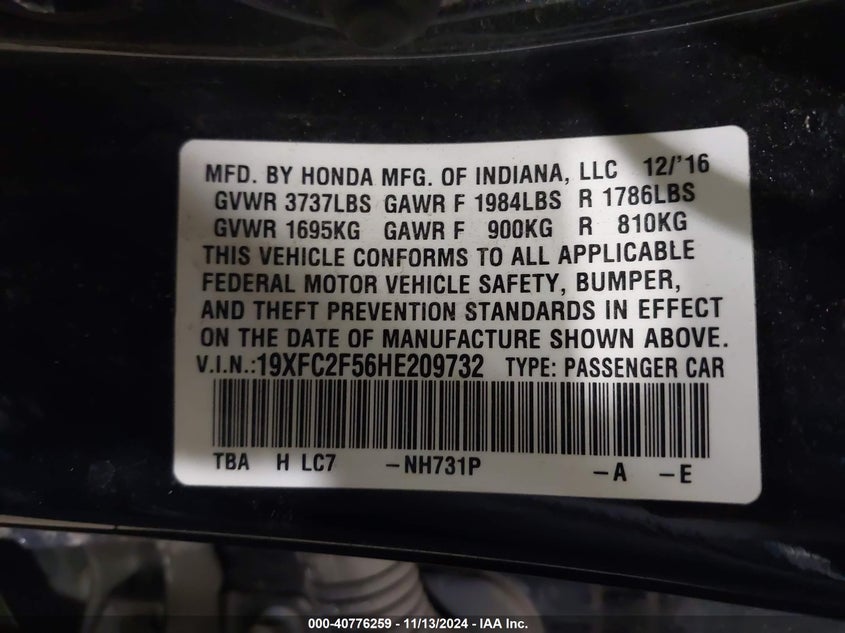 MFD. BY HONDA MFG. OF INDIANA, LLC 12/'16
GVWR 3737LBS GAWR F 1984LBS R 1786LBS
GVWR 1695KG GAWR F 900KG R 810KG
THIS VEHICLE CONFORMS TO ALL APPLICABLE
FEDERAL MOTOR VEHICLE SAFETY, BUMPER,
AND THEFT PREVENTION STANDARDS IN EFFECT
ON THE DATE OF MANUFACTURE SHOWN ABOVE.
V.I.N.:19XFC2F56HE209732 TYPE: PASSENGER CAR
TBA H LC7 -NH731P -A -E
000-40776259 - 11/13/2024 - IAA Inc.